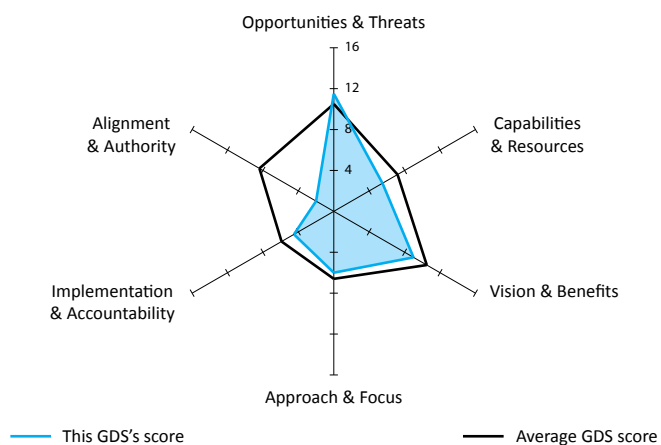 Opportunities & Threats
16
12
8
4
Alignment
& Authority
Capabilities
& Resources
Implementation
& Accountability
Vision & Benefits
Approach & Focus
This GDS's score
Average GDS score